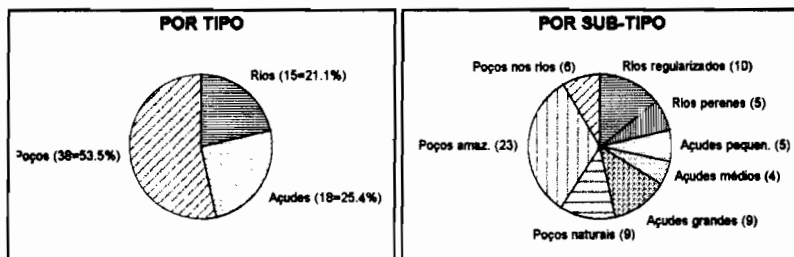 POR TIPO
Rios (15=21.1%)
Poços (38=53.5%)
Açudes (18=25.4%)
POR SUB-TIPO
Poços nos rios (6)
Rios regularizados (10)
Rios perenes (5)
Poços amaz. (23)
Açudes pequen. (5)
Açudes médios (4)
Açudes grandes (9)
Poços naturais (9)